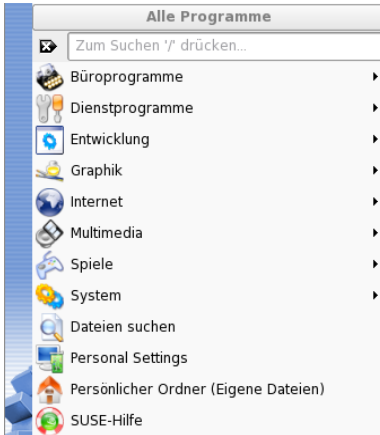 Alle Programme
Zum Suchen '/' drücken...
Büroprogramme
Dienstprogramme
Entwicklung
Graphik
Internet
Multimedia
Spiele
System
Dateien suchen
Personal Settings
Persönlicher Ordner (Eigene Dateien)
SUSE-Hilfe